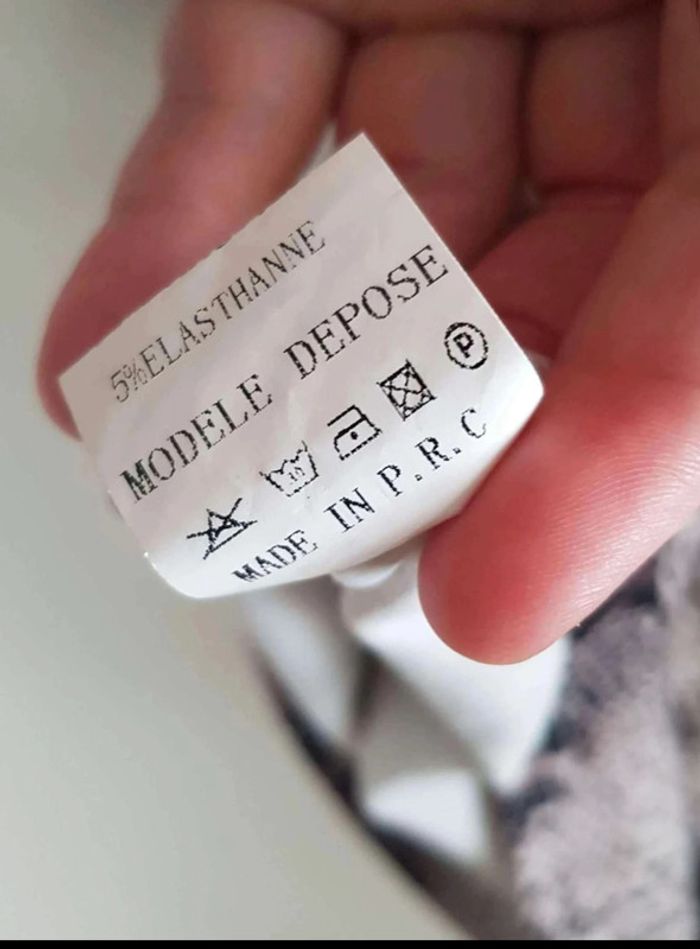 5%ELASTHANNE
MODELE DEPOSE
P
MADE IN P.R.C